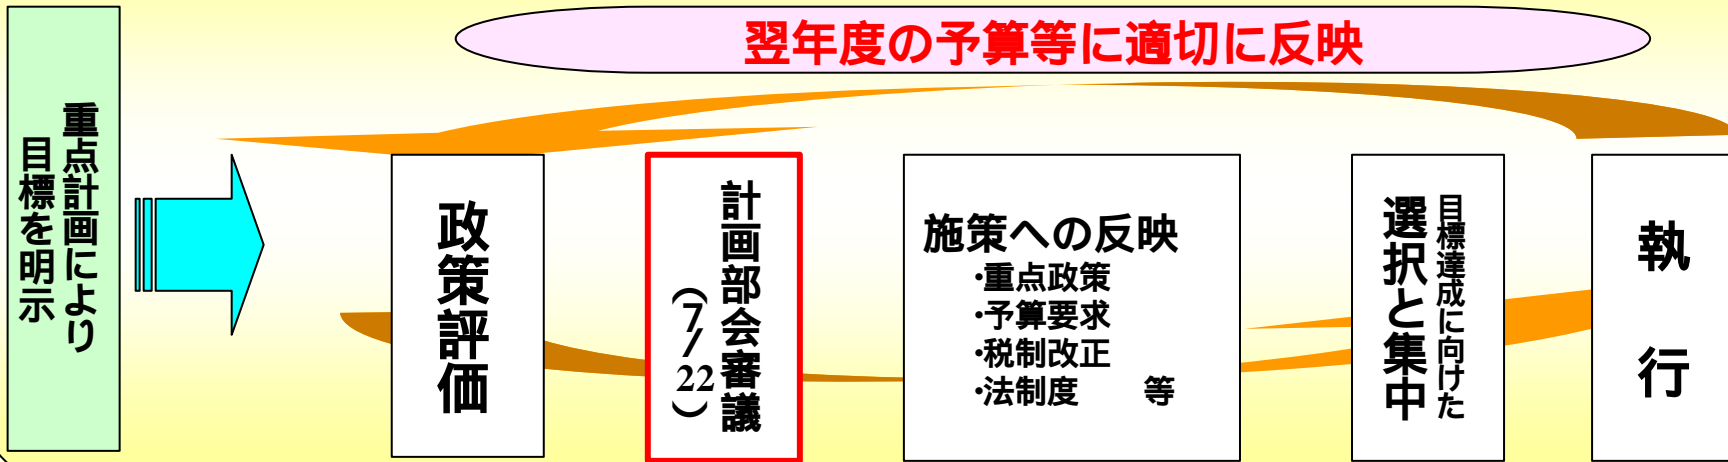 翌年度の予算等に適切に反映
重点計画により
目標を明示
政策評価
計画部会審議
(7/22)
施策への反映
・重点政策
・予算要求
・税制改正
・法制度　　等
目標達成に向けた
選択と集中
執行